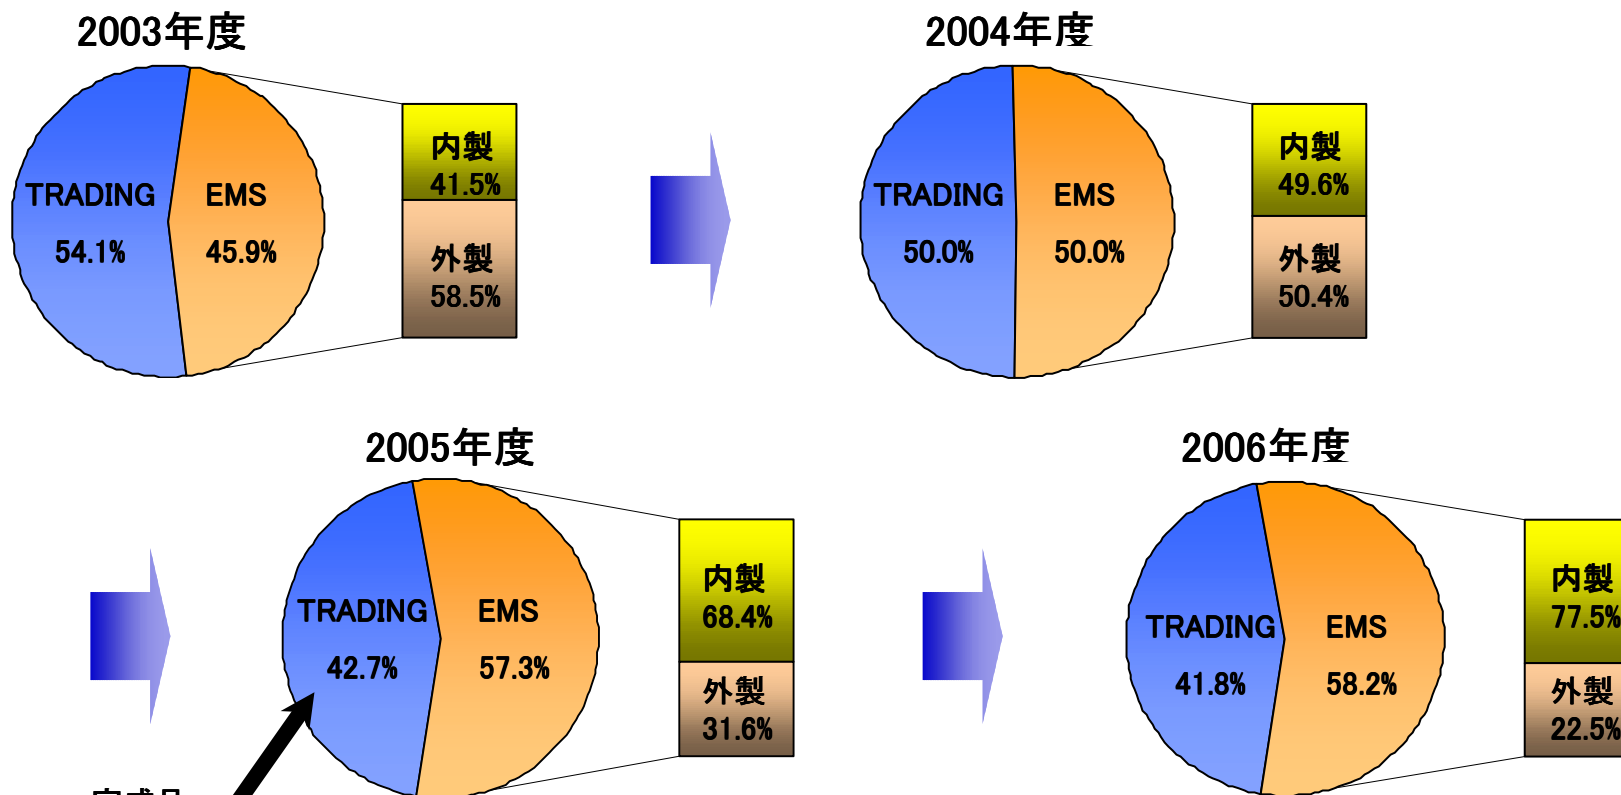 2003年度
TRADING
54.1%
EMS
45.9%
内製
41.5%
外製
58.5%
2004年度
TRADING
50.0%
EMS
50.0%
内製
49.6%
外製
50.4%
2005年度
TRADING
42.7%
EMS
57.3%
内製
68.4%
外製
31.6%
2006年度
TRADING
41.8%
EMS
58.2%
内製
77.5%
外製
22.5%
完成品